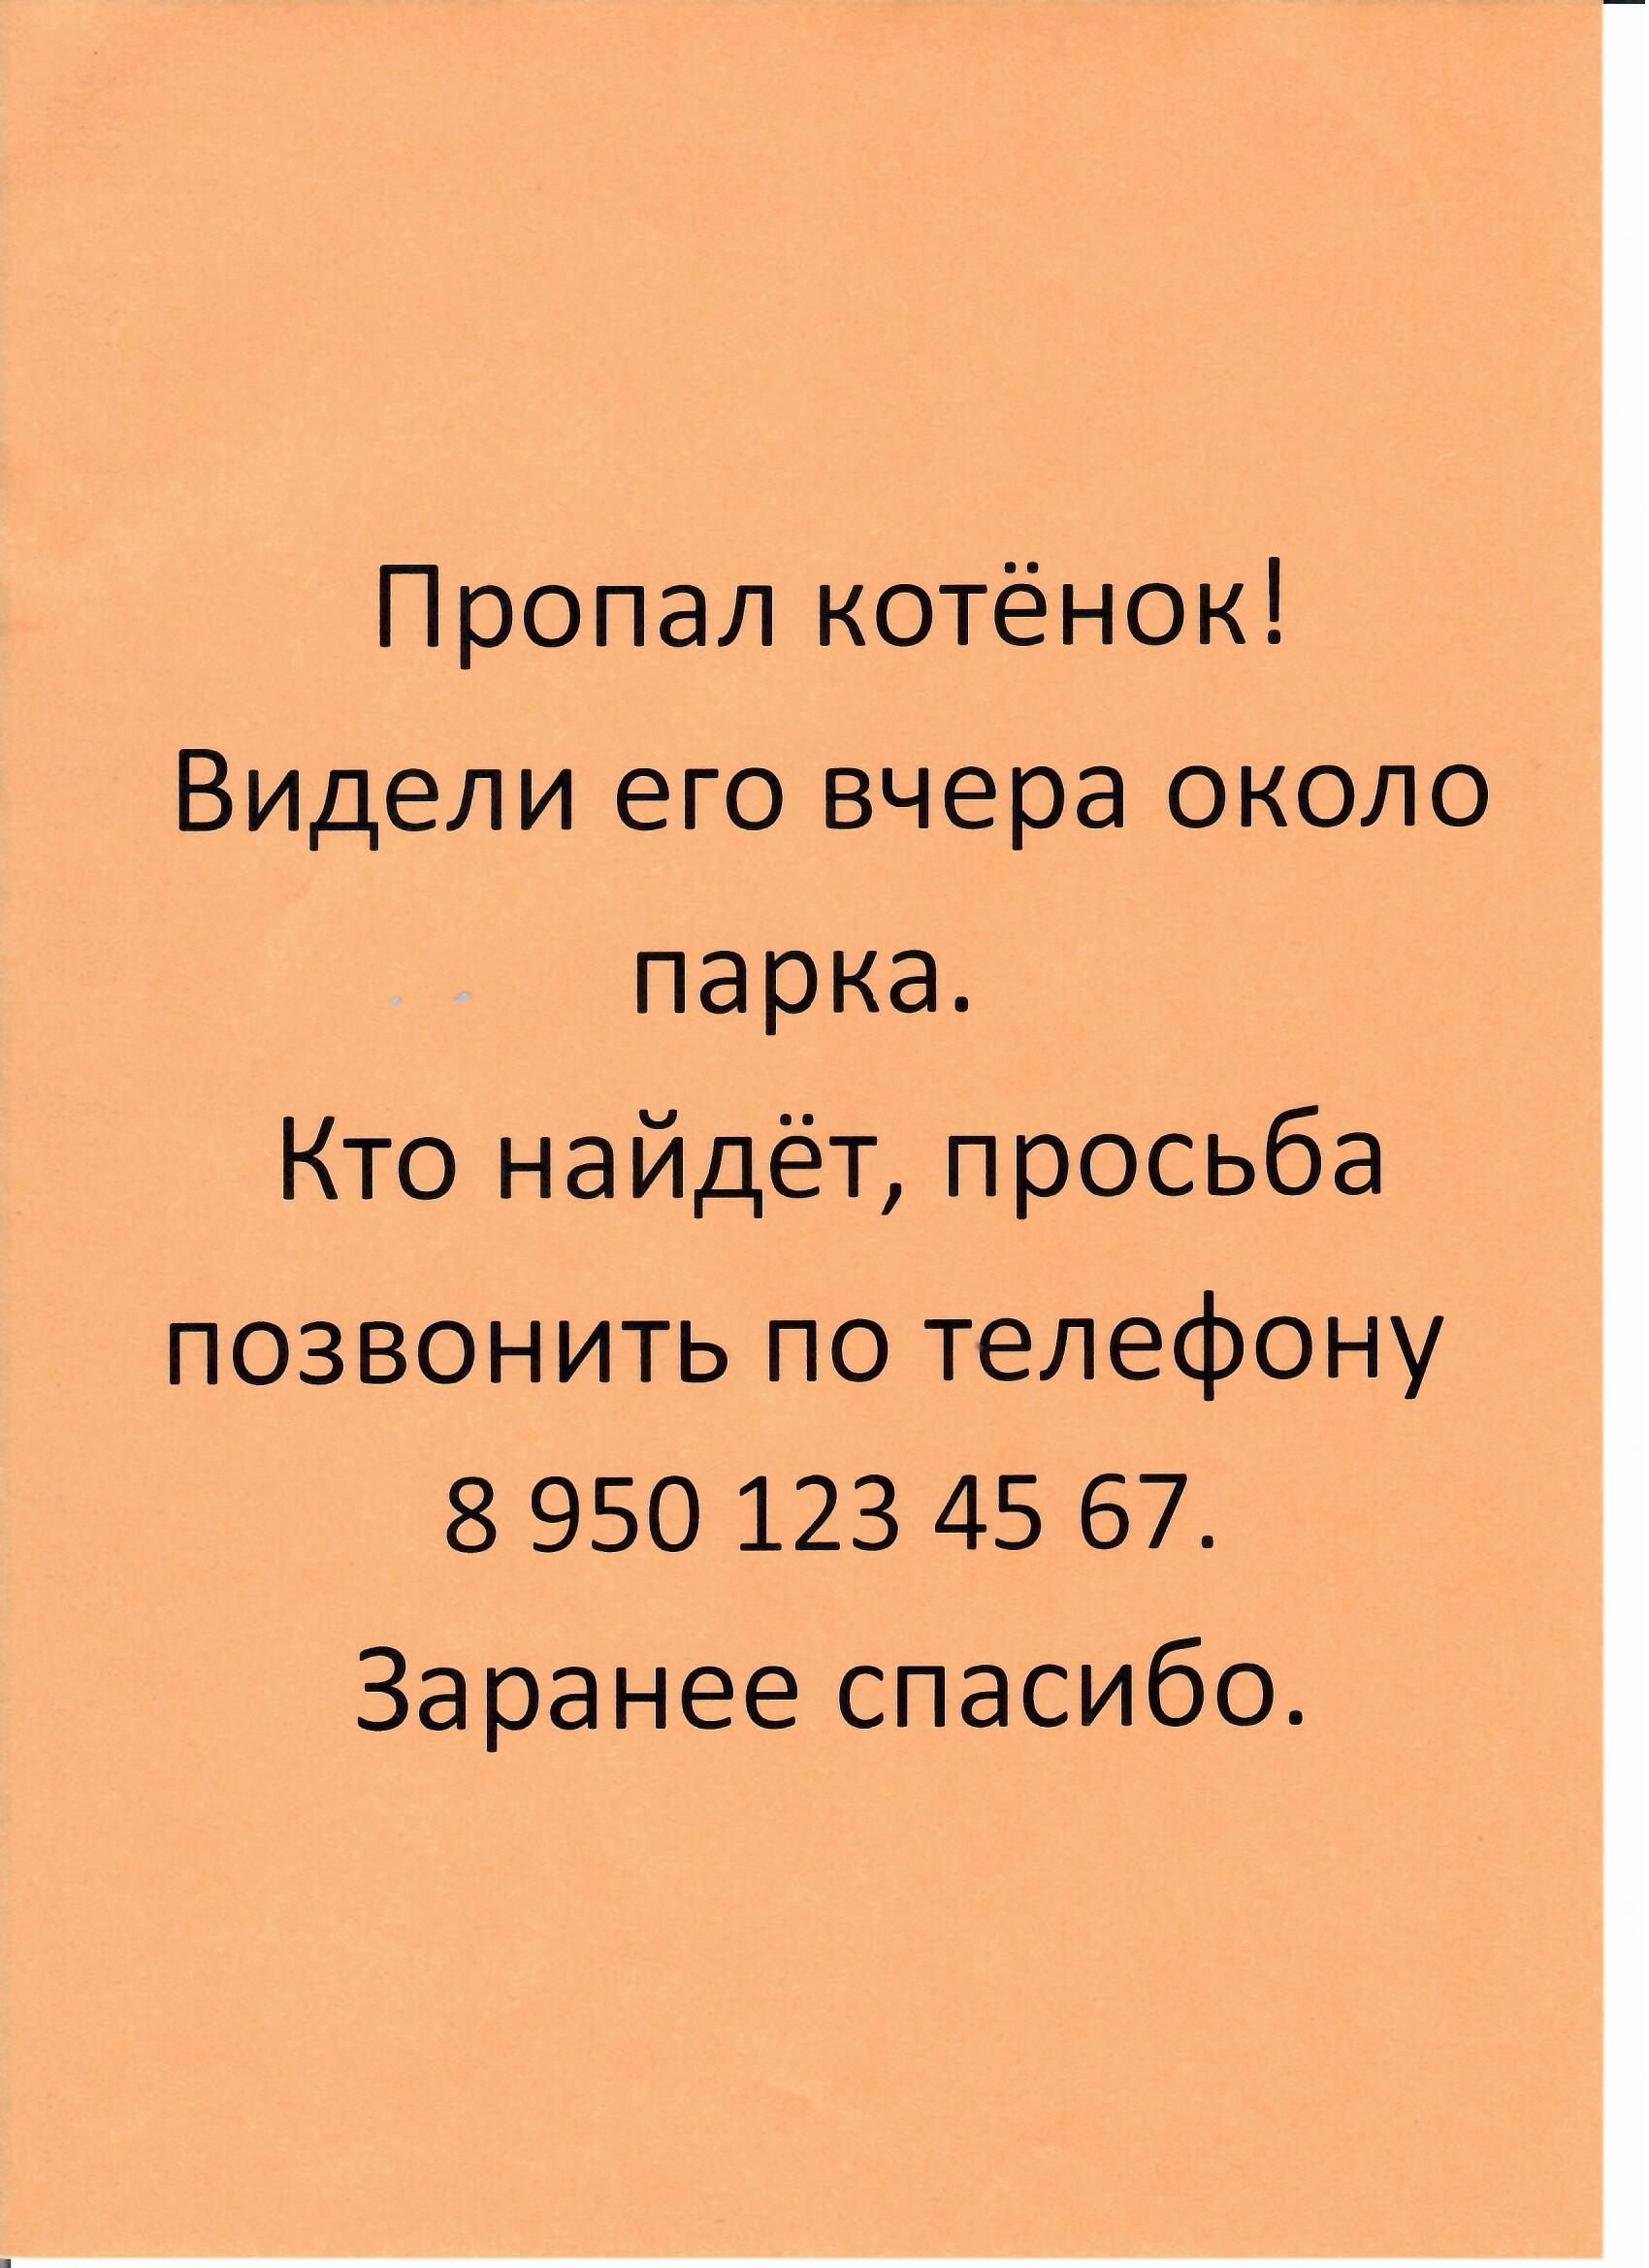 Пропал котёнок!
Видели его вчера около
парка.
Кто найдёт, просьба
позвонить по телефону
8 950 123 45 67.
Заранее спасибо.